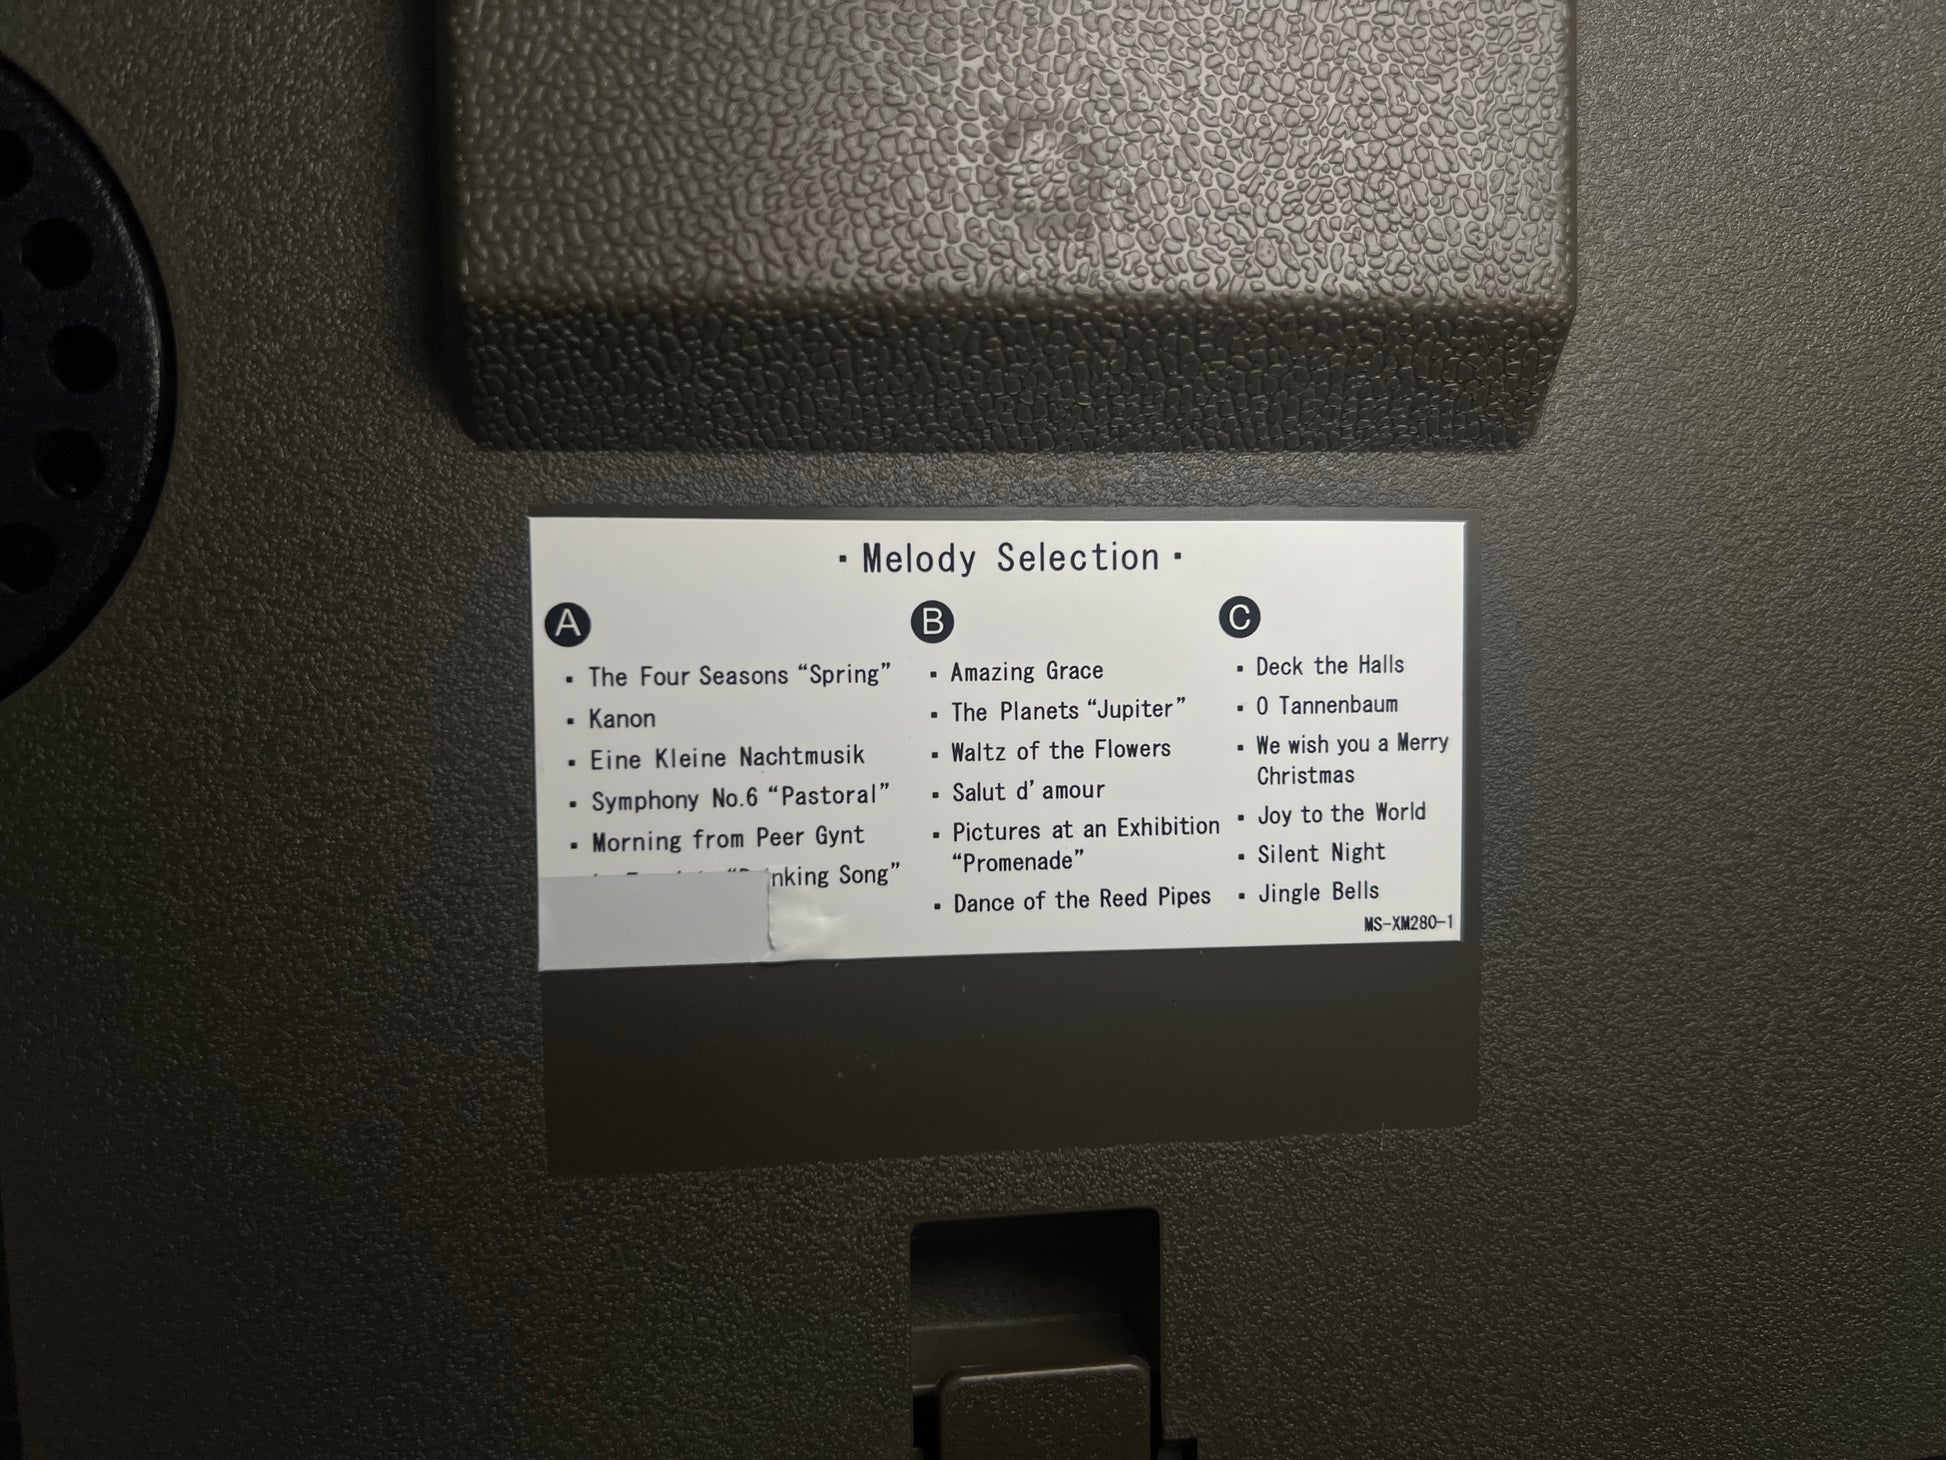 · Melody Selection ·
A
▪ The Four Seasons “Spring”
▪ Kanon
▪ Eine Kleine Nachtmusik
▪ Symphony No.6 “Pastoral”
▪ Morning from Peer Gynt
Song”
B
▪ Amazing Grace
▪ The Planets “Jupiter”
▪ Waltz of the Flowers
▪ Salut d’amour
▪ Pictures at an Exhibition
“Promenade”
▪ Dance of the Reed Pipes
C
▪ Deck the Halls
▪ O Tannenbaum
▪ We wish you a Merry
Christmas
▪ Joy to the World
▪ Silent Night
▪ Jingle Bells
MS-XM280-1